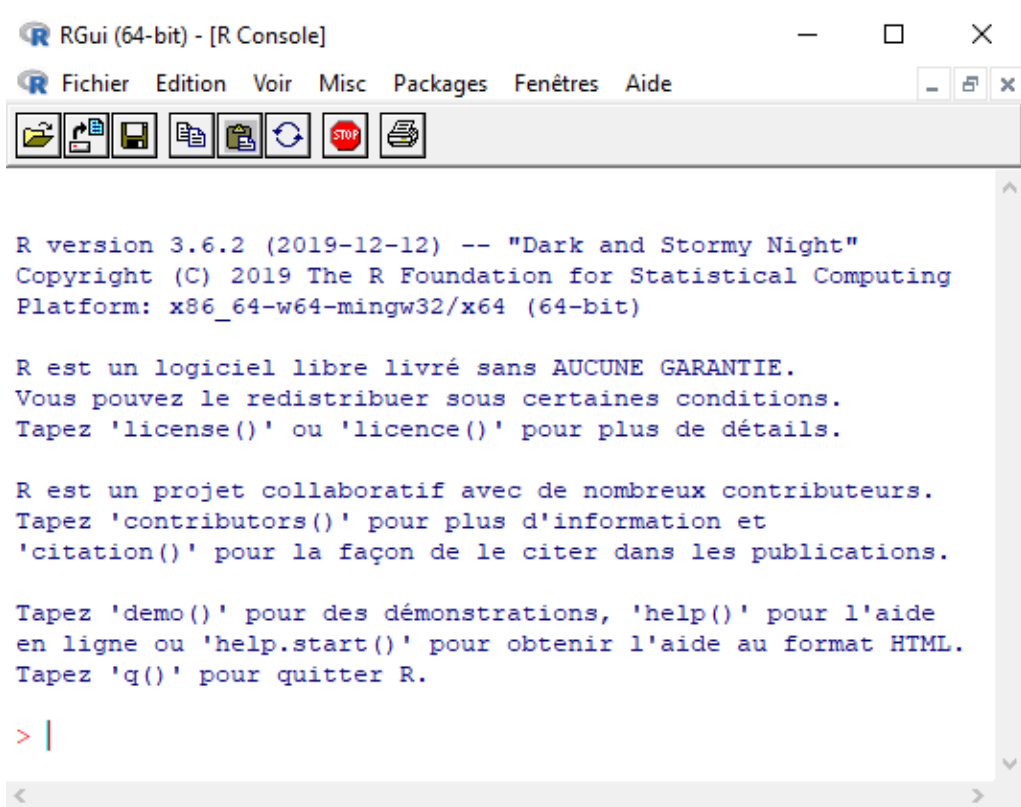 RGui (64-bit) - [R Console]
Fichier Edition Voir Misc Packages Fenêtres Aide
STOP
R version 3.6.2 (2019-12-12) -- "Dark and Stormy Night"
Copyright (C) 2019 The R Foundation for Statistical Computing
Platform: x86_64-w64-mingw32/x64 (64-bit)
R est un logiciel libre livré sans AUCUNE GARANTIE.
Vous pouvez le redistribuer sous certaines conditions.
Tapez 'license()' ou 'licence()' pour plus de détails.
R est un projet collaboratif avec de nombreux contributeurs.
Tapez 'contributors()' pour plus d'information et
'citation()' pour la façon de le citer dans les publications.
Tapez 'demo()' pour des démonstrations, 'help()' pour l'aide
en ligne ou 'help.start()' pour obtenir l'aide au format HTML.
Tapez 'q()' pour quitter R.
>